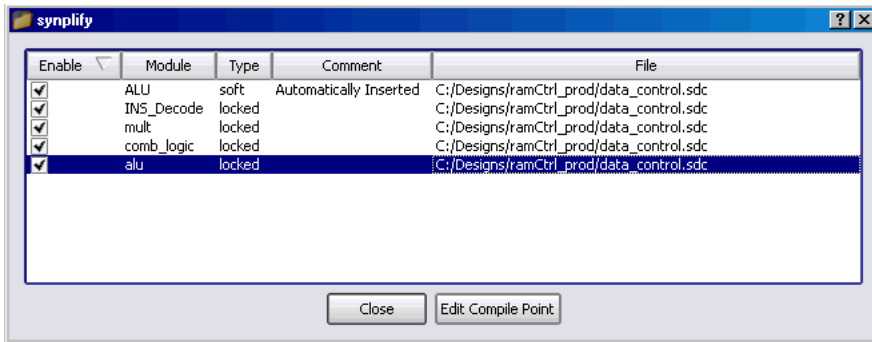 synplify
Enable Module Type Comment File
ALU soft Automatically Inserted C:/Designs/ramCtrl_prod/data_control.sdc
INS_Decode locked C:/Designs/ramCtrl_prod/data_control.sdc
mult locked C:/Designs/ramCtrl_prod/data_control.sdc
comb_logic locked C:/Designs/ramCtrl_prod/data_control.sdc
alu locked C:/Designs/ramCtrl_prod/data_control.sdc
Close Edit Compile Point